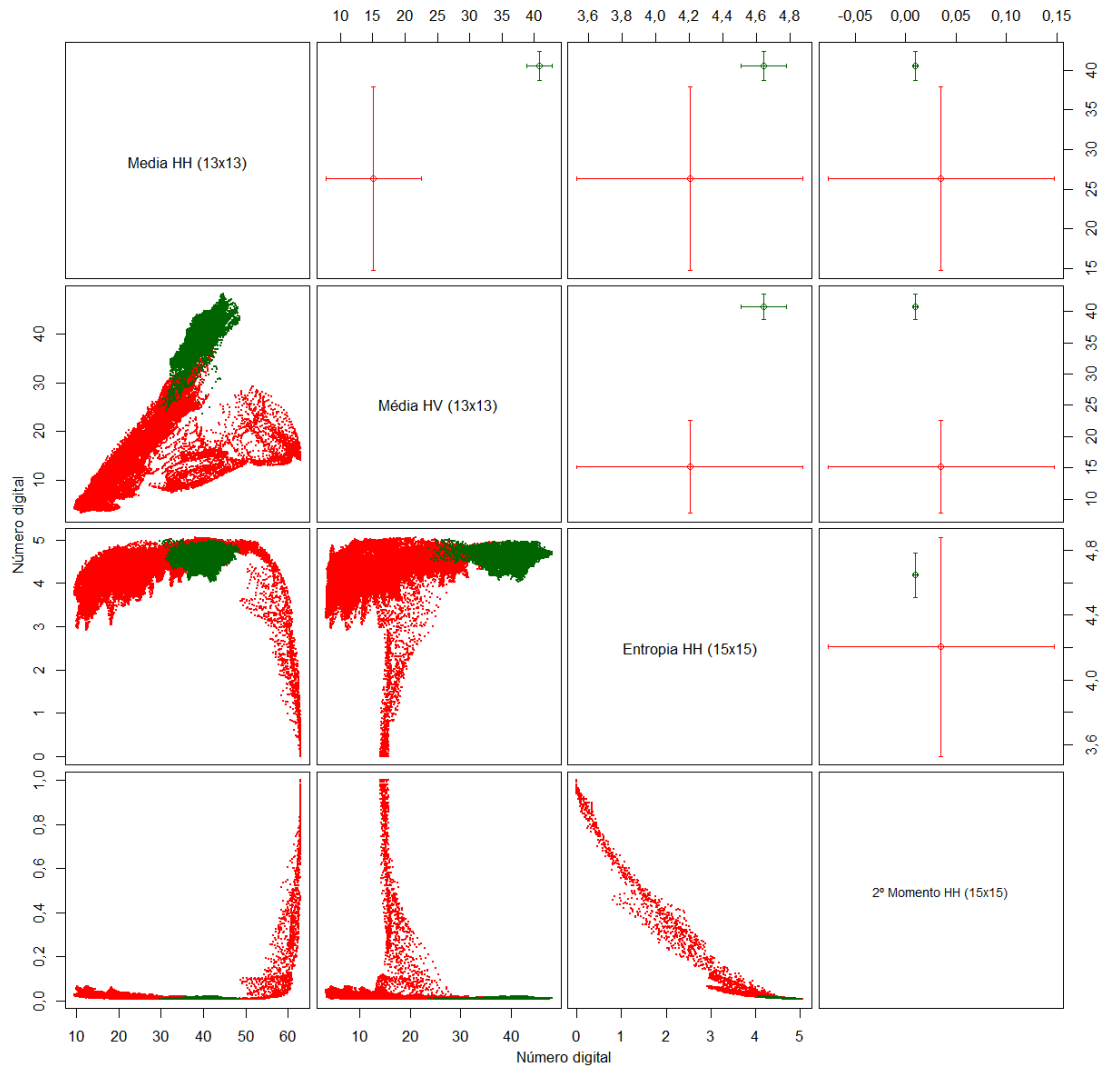 10 15 20 25 30 40
3,6 4,0 4,2 4,4 4,6 4,8
-0,05 0,00 0,05 0,10 0,15
Media HH (13x13)
40
35
30
25
20
15
Média HV (13x13)
40
30
20
10
40
35
30
25
20
15
10
Número digital
Entropia HH (15x15)
5
4
3
2
1
0
4,8
4,4
4,0
3,6
2º Momento HH (15x15)
1,0
0,8
0,6
0,4
0,2
0,0
10 20 30 40 50 60
10 20 30 40
0 1 2 3 4 5
Número digital